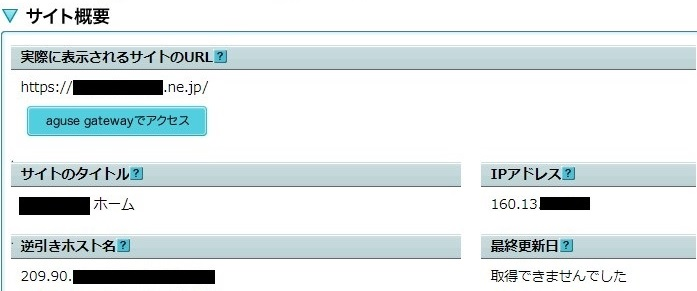 サイト概要
実際に表示されるサイトのURL?
https:// .ne.jp/
aguse gatewayでアクセス
サイトのタイトル?
IPアドレス?
ホーム
160.13.
逆引きホスト名?
最終更新日?
209.90.
取得できませんでした